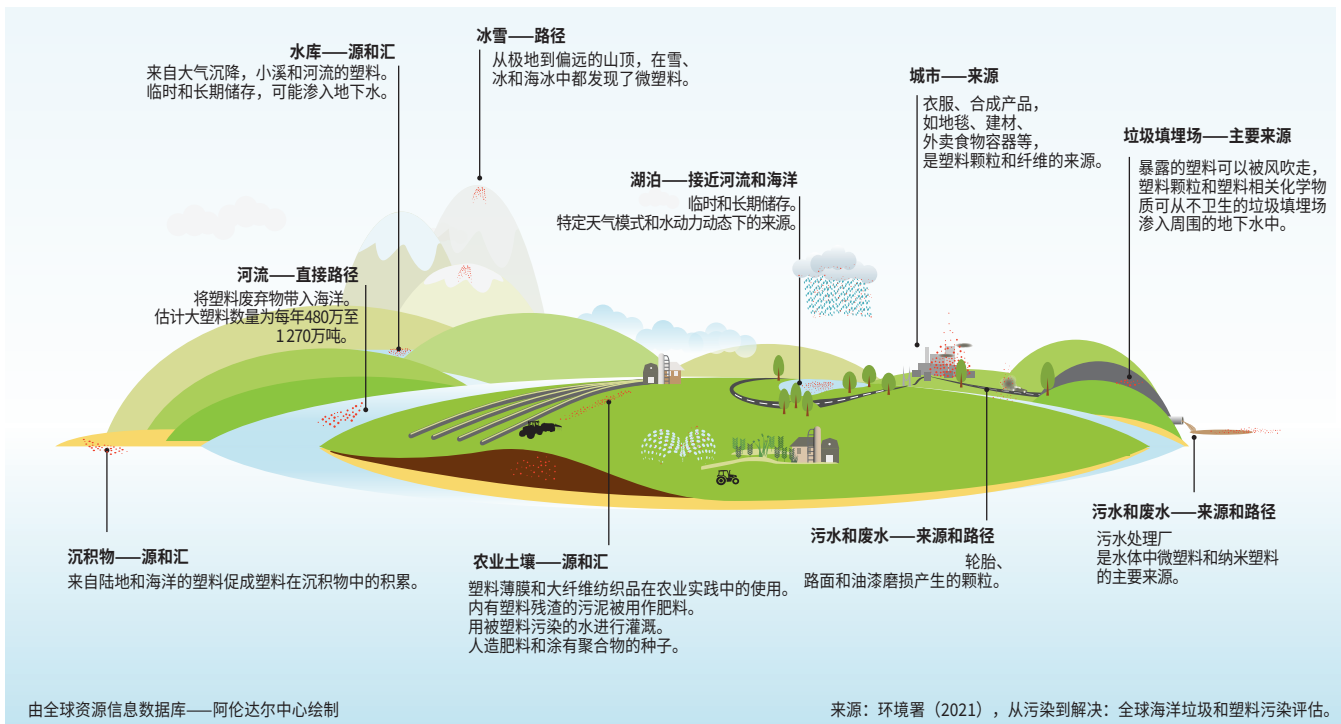 冰雪——路径
从极地到偏远的山顶，在雪、
冰和海冰中都发现了微塑料。
水库——源和汇
来自大气沉降，小溪和河流的塑料。
临时和长期储存，可能渗入地下水。
城市——来源
衣服、合成产品，
如地毯、建材、
外卖食物容器等，
是塑料颗粒和纤维的来源。
垃圾填埋场——主要来源
暴露的塑料可以被风吹走，
塑料颗粒和塑料相关化学物
质可从不卫生的垃圾填埋场
渗入周围的地下水中。
湖泊——接近河流和海洋
临时和长期储存。
特定天气模式和水动力动态下的来源。
河流——直接路径
将塑料废弃物带入海洋。
估计大塑料数量为每年480万至
1 270万吨。
沉积物——源和汇
来自陆地和海洋的塑料促成塑料在沉积物中的积累。
农业土壤——源和汇
塑料薄膜和大纤维纺织品在农业实践中的使用。
内有塑料残渣的污泥被用作肥料。
用被塑料污染的水进行灌溉。
人造肥料和涂有聚合物的种子。
污水和废水——来源和路径
轮胎、
路面和油漆磨损产生的颗粒。
污水和废水——来源和路径
污水处理厂
是水体中微塑料和纳米塑料
的主要来源。
由全球资源信息数据库——阿伦达尔中心绘制
来源：环境署（2021），从污染到解决：全球海洋垃圾和塑料污染评估。